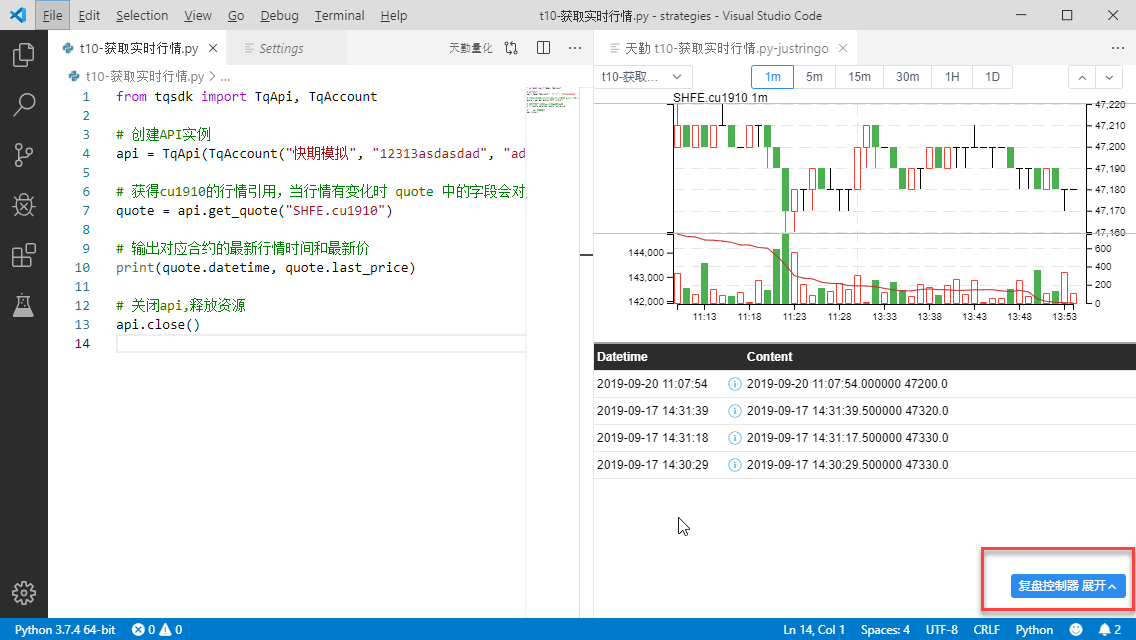 File Edit Selection View Go Debug Terminal Help t10-获取实时行情.py - strategies - Visual Studio Code
t10-获取实时行情.py Settings 天勤量化
t10-获取实时行情.py > ...
1 from tqsdk import TqApi, TqAccount
2
3 # 创建API实例
4 api = TqApi(TqAccount("快期模拟", "12313asdasdad", "ad
5
6 # 获得cu1910的行情引用，当行情有变化时 quote 中的字段会对
7 quote = api.get_quote("SHFE.cu1910")
8
9 # 输出对应合约的最新行情时间和最新价
10 print(quote.datetime, quote.last_price)
11
12 # 关闭api,释放资源
13 api.close()
14
天勤 t10-获取实时行情.py-justringo
t10-获取... 1m 5m 15m 30m 1H 1D
SHFE.cu1910 1m
47,220
47,210
47,200
47,190
47,180
47,170
47,160
144,000 600
143,000 400
200
142,000 0
11:13 11:18 11:23 11:28 13:33 13:38 13:43 13:48 13:53
Datetime Content
2019-09-20 11:07:54 2019-09-20 11:07:54.000000 47200.0
2019-09-17 14:31:39 2019-09-17 14:31:39.500000 47320.0
2019-09-17 14:31:18 2019-09-17 14:31:17.500000 47330.0
2019-09-17 14:30:29 2019-09-17 14:30:29.500000 47330.0
复盘控制器 展开
Python 3.7.4 64-bit 0 0 Ln 14, Col 1 Spaces: 4 UTF-8 CRLF Python 2